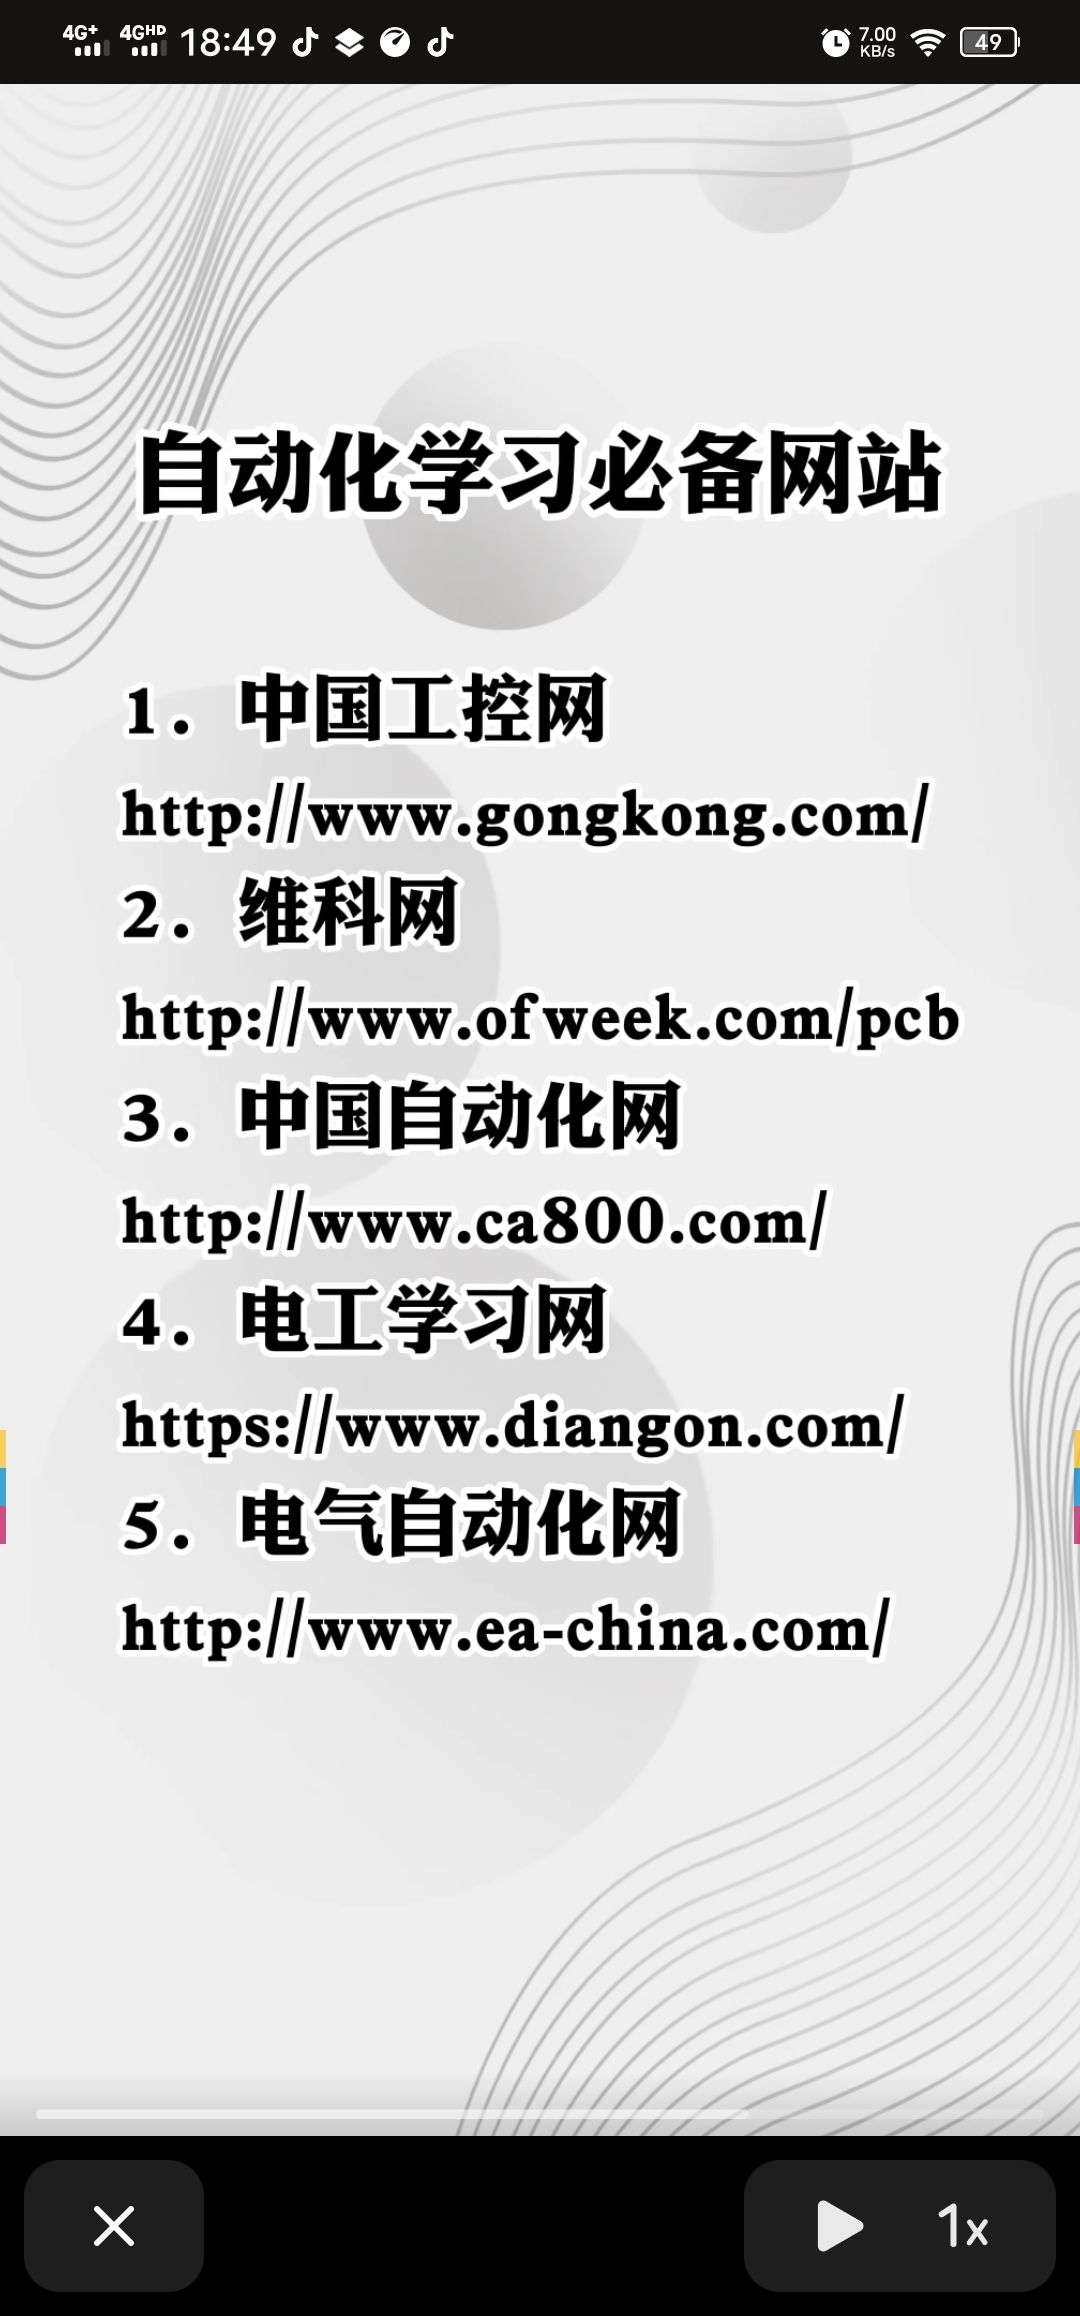 4G+ 4GHD 18:49 7.00 KB/s 49
自动化学习必备网站
1. 中国工控网
http://www.gongkong.com/
2. 维科网
http://www.ofweek.com/pcb
3. 中国自动化网
http://www.ca800.com/
4. 电工学习网
https://www.diangon.com/
5. 电气自动化网
http://www.ea-china.com/
1x